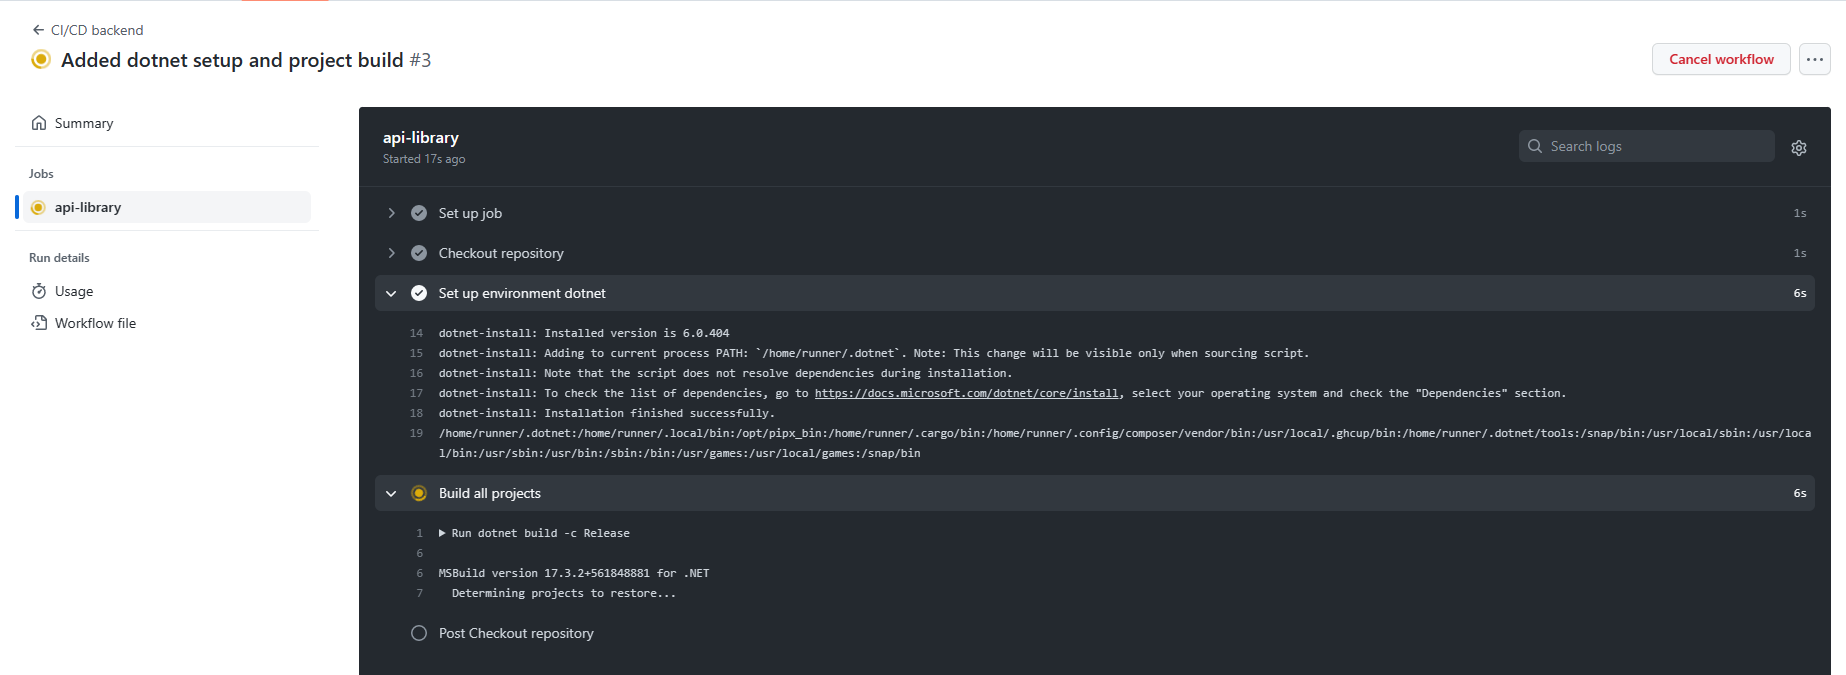 CI/CD backend
Added dotnet setup and project build #3
Cancel workflow
Summary
Jobs
api-library
Run details
Usage
Workflow file
api-library
Started 17s ago
Search logs
Set up job 1s
Checkout repository 1s
Set up environment dotnet 6s
14 dotnet-install: Installed version is 6.0.404
15 dotnet-install: Adding to current process PATH: `/home/runner/.dotnet`. Note: This change will be visible only when sourcing script.
16 dotnet-install: Note that the script does not resolve dependencies during installation.
17 dotnet-install: To check the list of dependencies, go to https://docs.microsoft.com/dotnet/core/install, select your operating system and check the "Dependencies" section.
18 dotnet-install: Installation finished successfully.
19 /home/runner/.dotnet:/home/runner/.local/bin:/opt/pipx_bin:/home/runner/.cargo/bin:/home/runner/.config/composer/vendor/bin:/usr/local/.ghcup/bin:/home/runner/.dotnet/tools:/snap/bin:/usr/local/sbin:/usr/loca
l/bin:/usr/sbin:/usr/bin:/sbin:/bin:/usr/games:/usr/local/games:/snap/bin
Build all projects 6s
1 Run dotnet build -c Release
6
6 MSBuild version 17.3.2+561848881 for .NET
7 Determining projects to restore...
Post Checkout repository